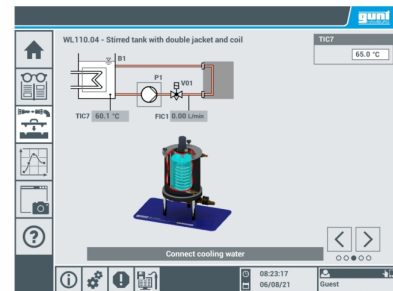 gunt
WL110.04 - Stirred tank with double jacket and coil
TIC7
65.0 °C
B1
P1
V01
TIC7 60.1 °C FIC1 0.00 L/min
Connect cooling water
08:23:17
06/08/21
Guest